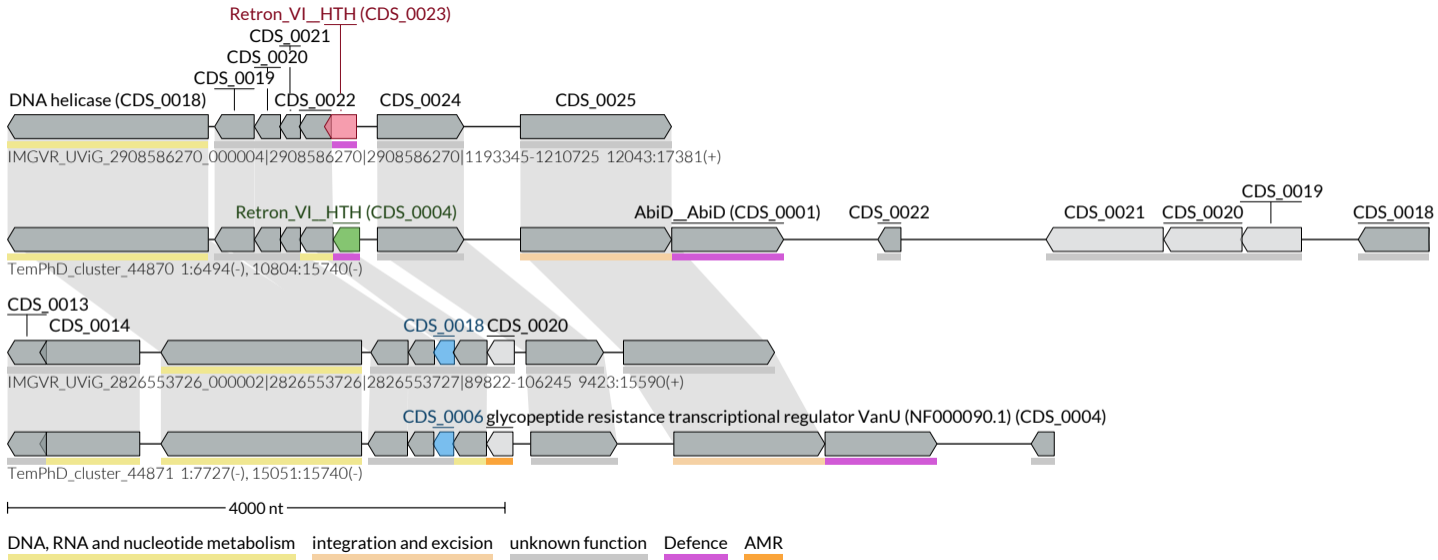 Retron_VI__HTH (CDS_0023)
CDS_0021
CDS_0020
CDS_0019
DNA helicase (CDS_0018) CDS_0022 CDS_0024 CDS_0025
IMGVR_UViG_2908586270_000004|2908586270|2908586270|1193345-1210725 12043:17381(+)
CDS_0019
Retron_VI__HTH (CDS_0004) AbiD__AbiD (CDS_0001) CDS_0022 CDS_0021 CDS_0020 CDS_0018
TemPhD_cluster_44870 1:6494(-), 10804:15740(-)
CDS_0013
CDS_0014 CDS_0018 CDS_0020
IMGVR_UViG_2826553726_000002|2826553726|2826553727|89822-106245 9423:15590(+)
CDS_0006 glycopeptide resistance transcriptional regulator VanU (NF000090.1) (CDS_0004)
TemPhD_cluster_44871 1:7727(-), 15051:15740(-)
4000 nt
DNA, RNA and nucleotide metabolism integration and excision unknown function Defence AMR